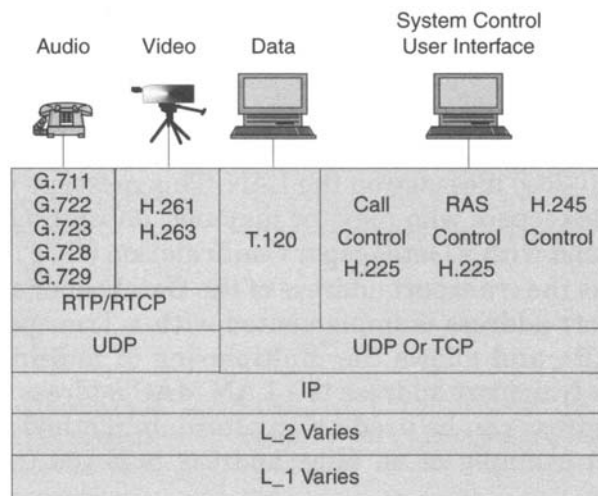 System Control
Audio Video Data User Interface
G.711
G.722
G.723
G.728
G.729
H.261
H.263
T.120
Call
Control
H.225
RAS
Control
H.225
H.245
Control
RTP/RTCP
UDP
UDP Or TCP
IP
L_2 Varies
L_1 Varies